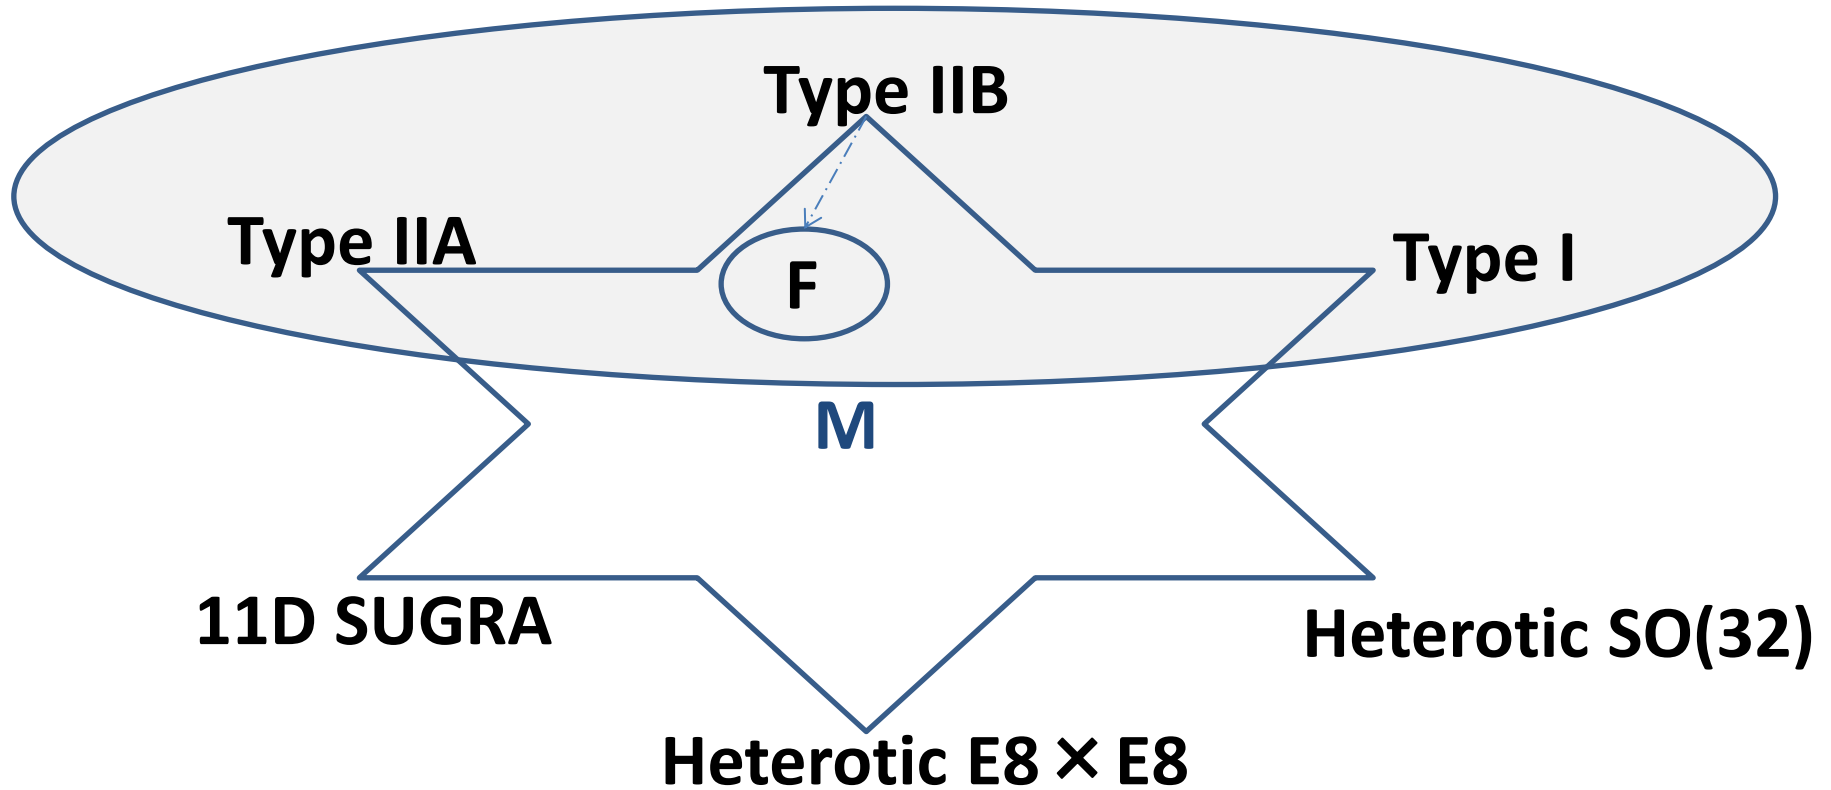 Type IIB
Type IIA
Type I
F
M
11D SUGRA
Heterotic SO(32)
Heterotic E8×E8